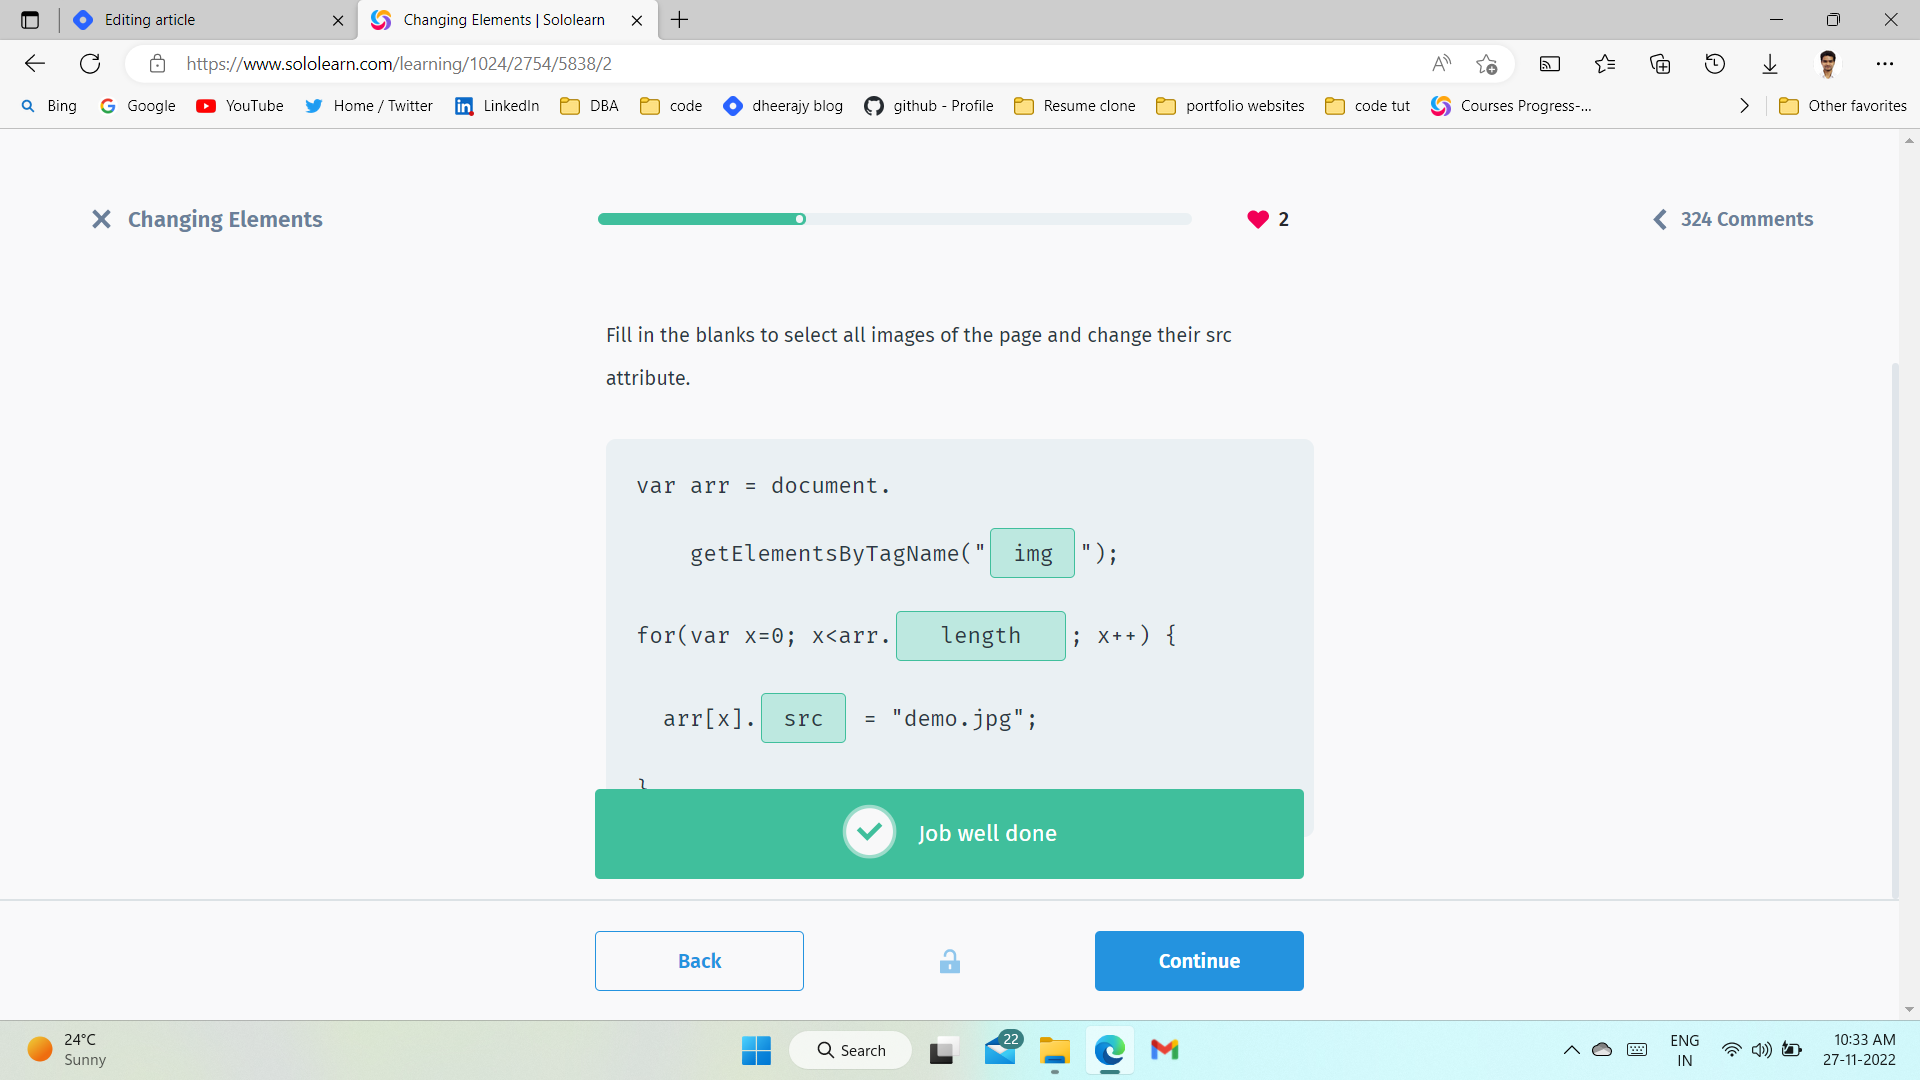 Editing article
Changing Elements | Sololearn
https://www.sololearn.com/learning/1024/2754/5838/2
Bing Google YouTube Home / Twitter LinkedIn DBA code dheerajy blog github - Profile Resume clone portfolio websites code tut Courses Progress-... Other favorites
Changing Elements 2 324 Comments
Fill in the blanks to select all images of the page and change their src
attribute.
var arr = document.
getElementsByTagName("img");
for(var x=0; x<arr.length; x++) {
arr[x].src = "demo.jpg";
}
Job well done
Back Continue
24°C
Sunny
Search
22
ENG
IN
10:33 AM
27-11-2022